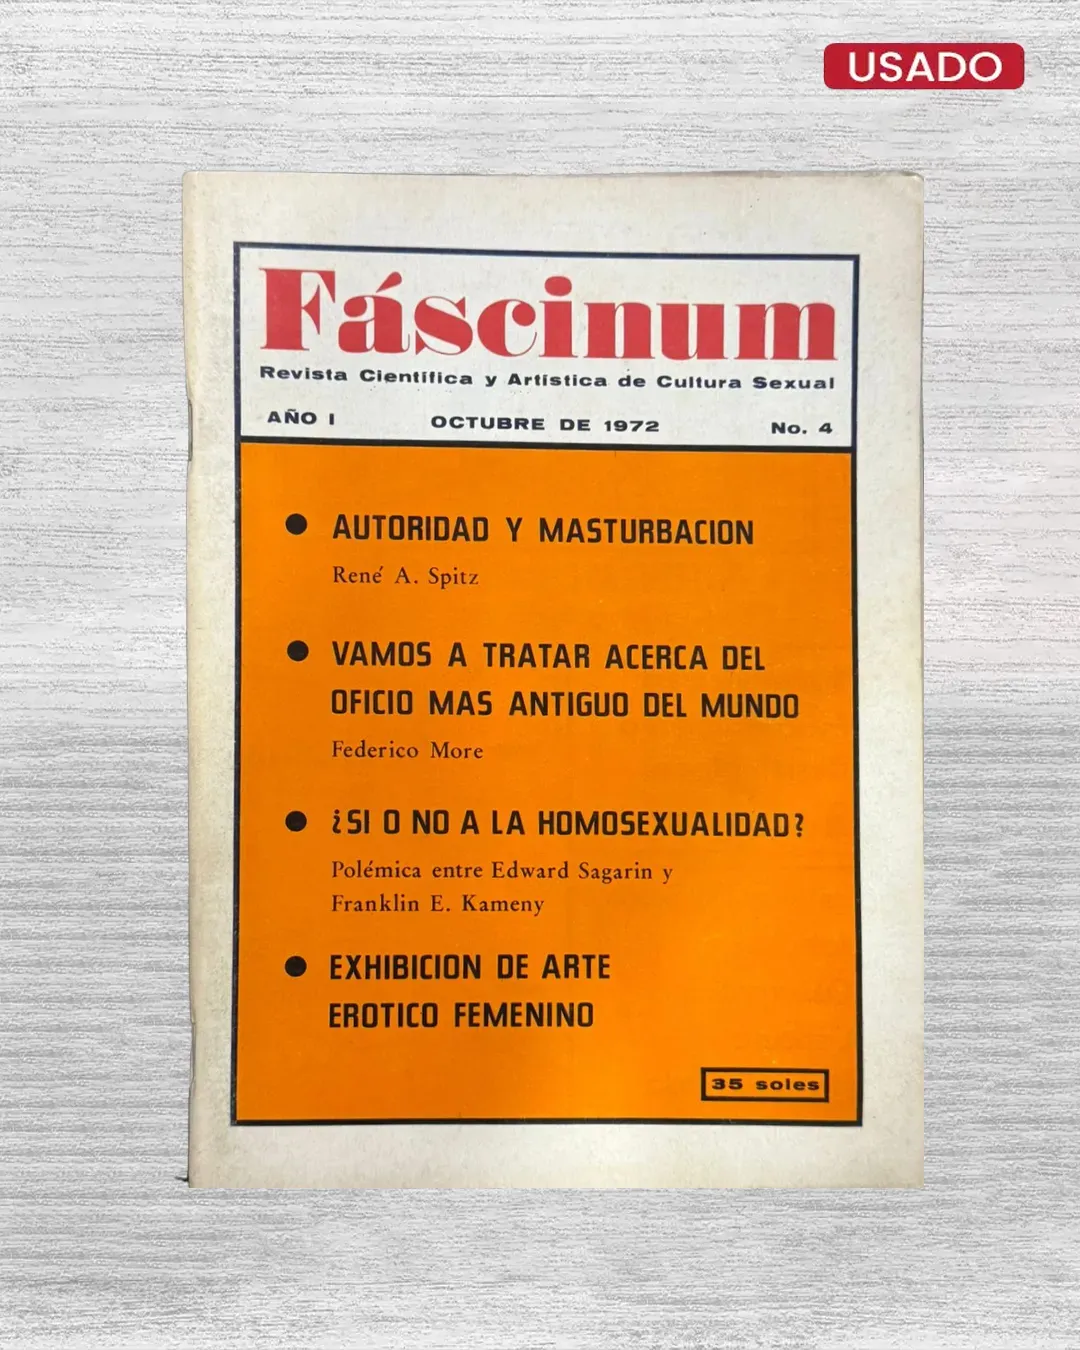 USADO
Fáscinum
Revista Científica y Artística de Cultura Sexual
AÑO I OCTUBRE DE 1972 No. 4
● AUTORIDAD Y MASTURBACION
René A. Spitz
● VAMOS A TRATAR ACERCA DEL
OFICIO MAS ANTIGUO DEL MUNDO
Federico More
● ¿SI O NO A LA HOMOSEXUALIDAD?
Polémica entre Edward Sagarin y
Franklin E. Kameny
● EXHIBICION DE ARTE
EROTICO FEMENINO
35 soles